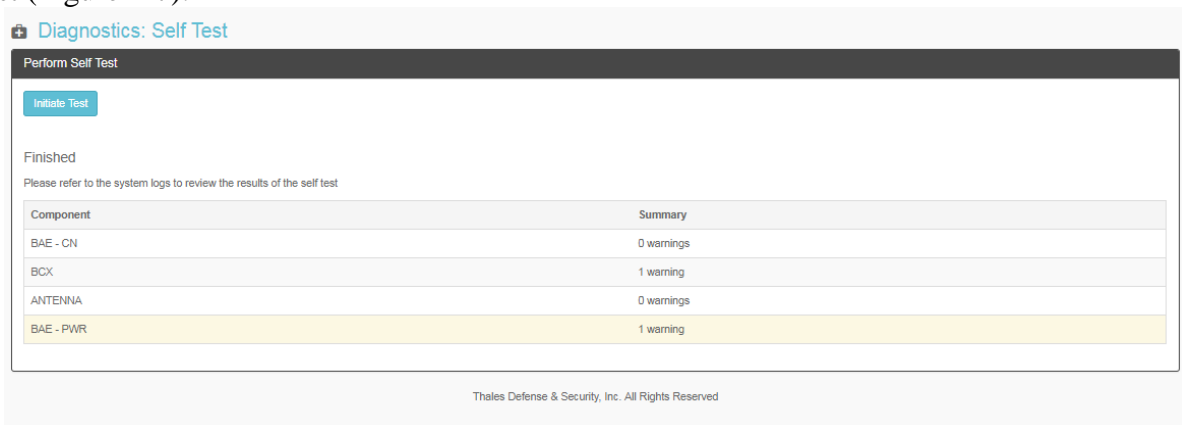 Diagnostics: Self Test
Perform Self Test
Initiate Test
Finished
Please refer to the system logs to review the results of the self test
Component Summary
BAE - CN 0 warnings
BCX 1 warning
ANTENNA 0 warnings
BAE - PWR 1 warning
Thales Defense & Security, Inc. All Rights Reserved